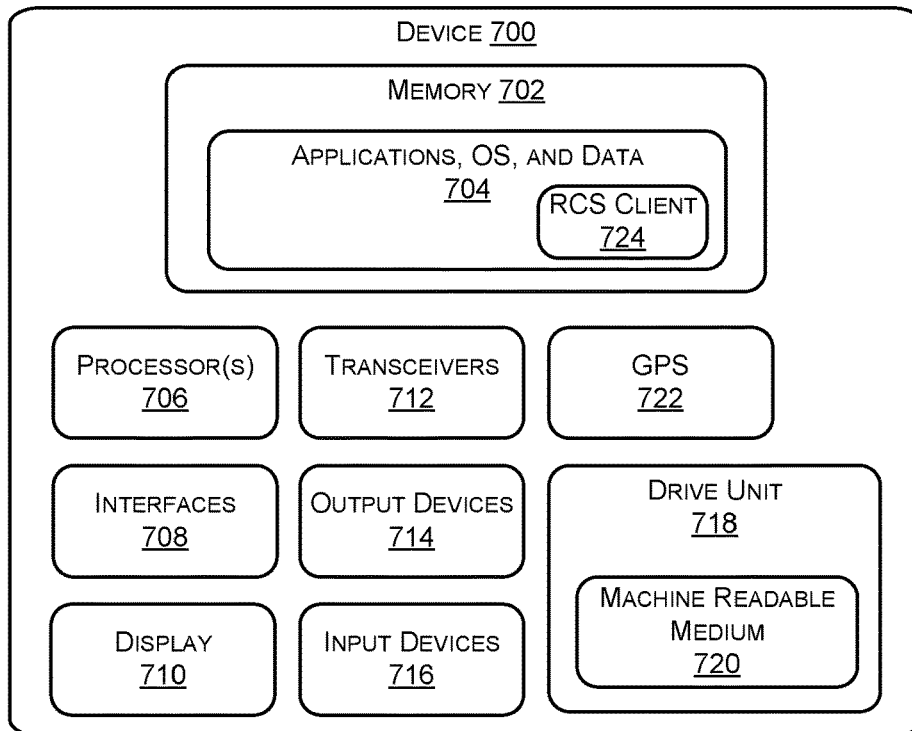 DEVICE 700
MEMORY 702
APPLICATIONS, OS, AND DATA
704
RCS CLIENT
724
PROCESSOR(S)
706
TRANSCEIVERS
712
GPS
722
INTERFACES
708
OUTPUT DEVICES
714
DRIVE UNIT
718
MACHINE READABLE
MEDIUM
720
DISPLAY
710
INPUT DEVICES
716